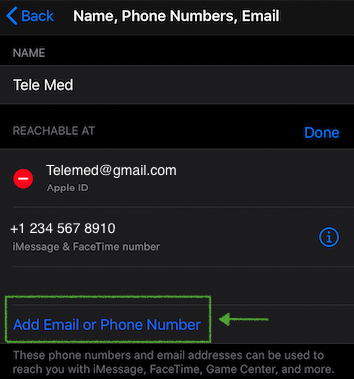 Back Name, Phone Numbers, Email
NAME
Tele Med
REACHABLE AT Done
Telemed@gmail.com
Apple ID
+1 234 567 8910
iMessage & FaceTime number
Add Email or Phone Number
These phone numbers and email addresses can be used to
reach you with iMessage, FaceTime, Game Center, and more.